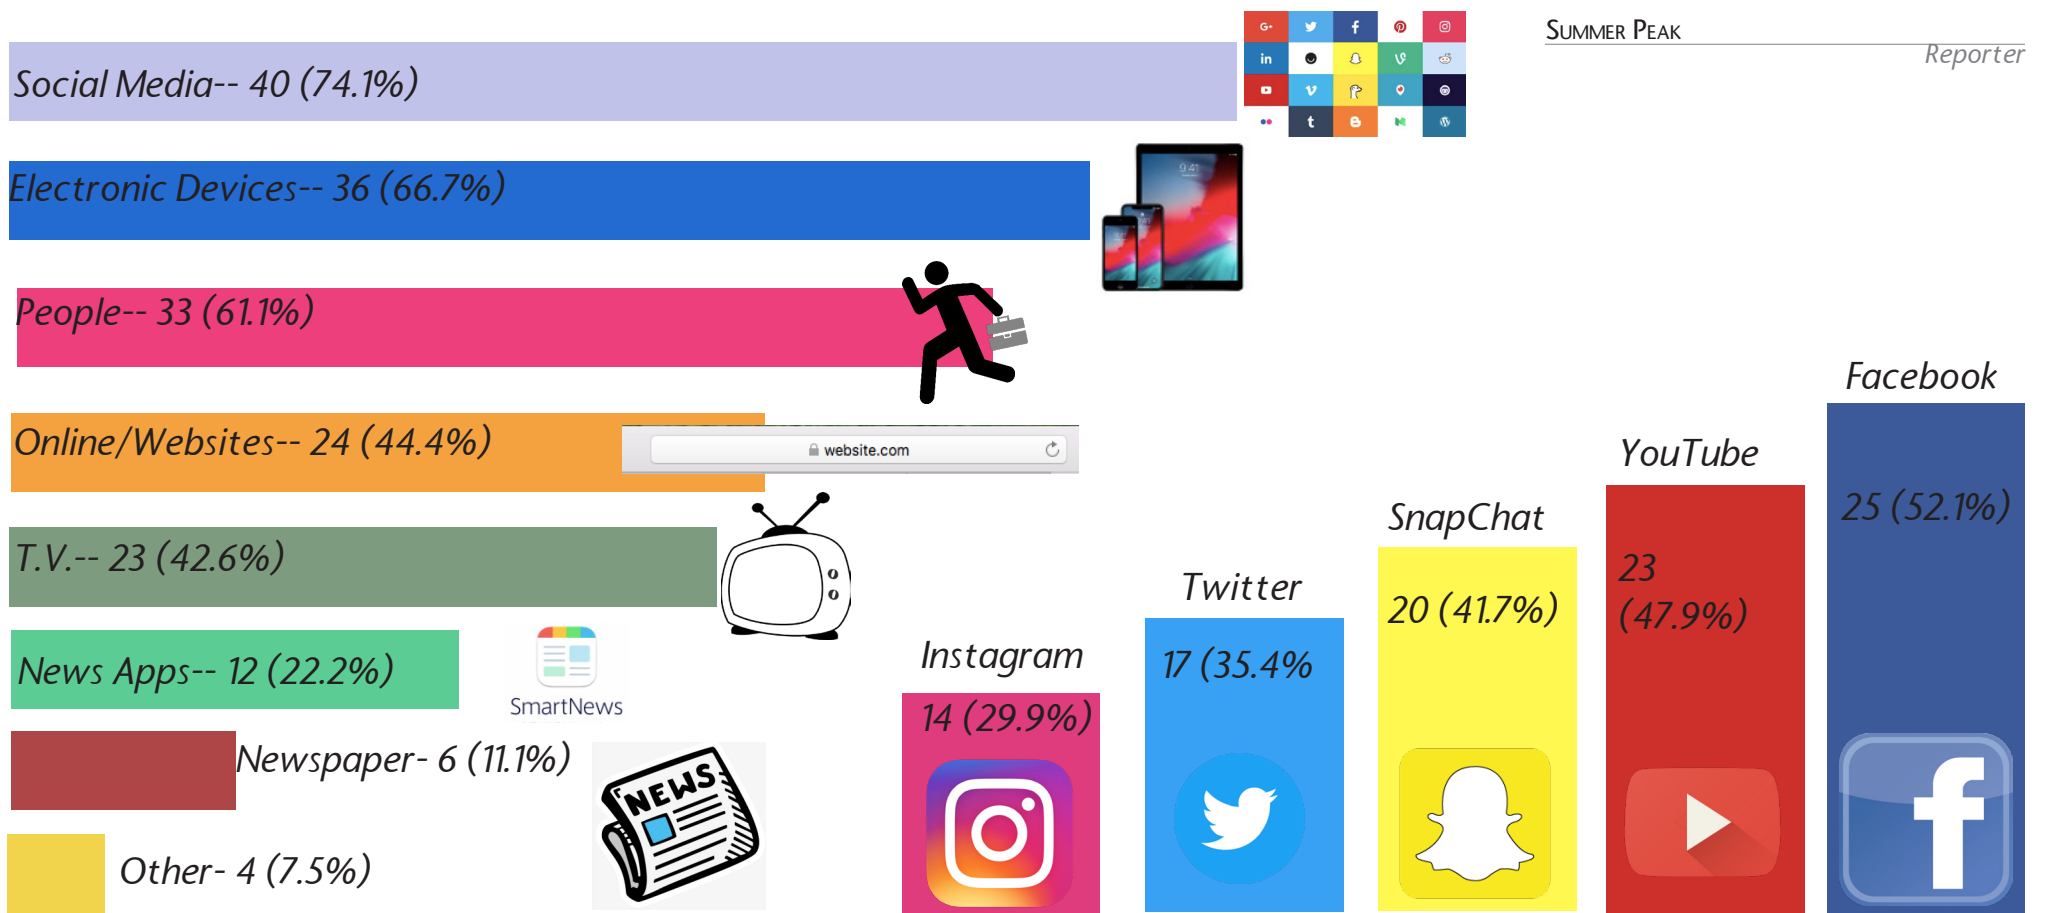 SUMMER PEAK
Reporter
Social Media-- 40 (74.1%)
Electronic Devices-- 36 (66.7%)
9:41
People-- 33 (61.1%)
Online/Websites-- 24 (44.4%)
website.com
T.V.-- 23 (42.6%)
News Apps-- 12 (22.2%)
SmartNews
Newspaper- 6 (11.1%)
NEWS
Other- 4 (7.5%)
Instagram
14 (29.9%)
Twitter
17 (35.4%
SnapChat
20 (41.7%)
YouTube
23
(47.9%)
Facebook
25 (52.1%)